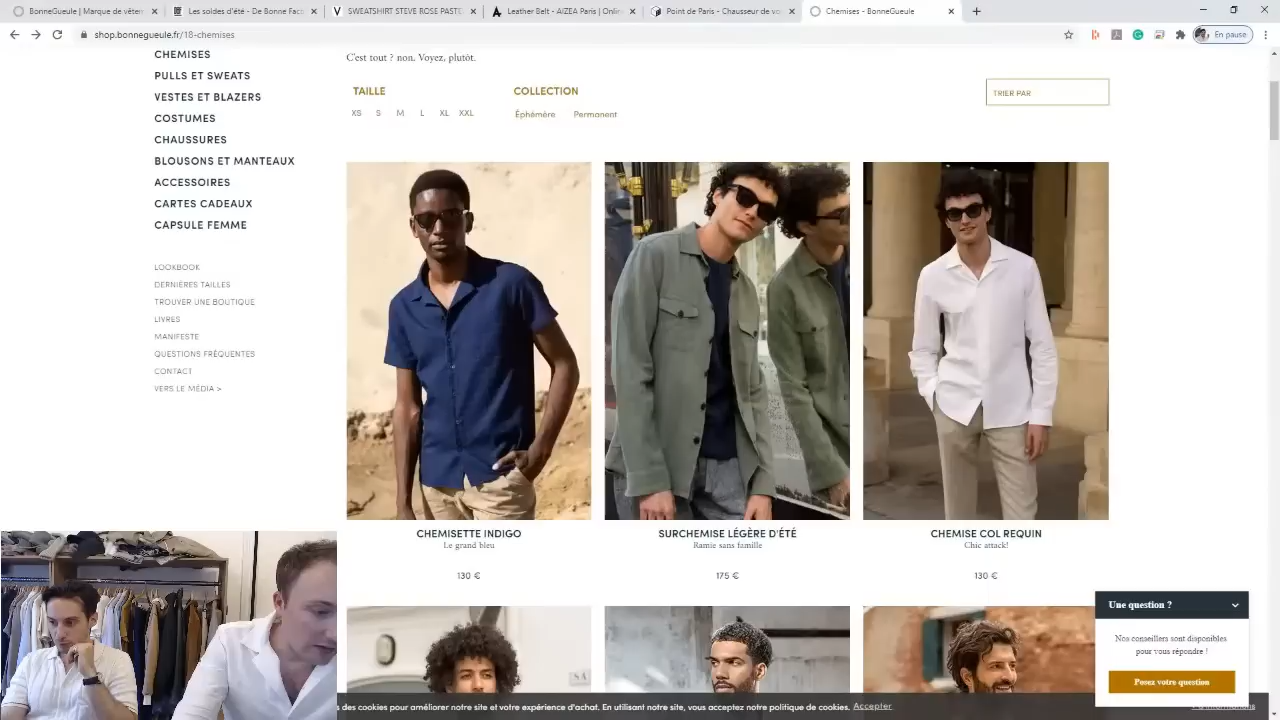 BonneGueule | Marque de vêter
Les soldes d'été - De Bonne Fac
SWEATSHIRT STEVE ROSE PASTE
Leather Belt - AIZEA Paris | Onlin
Point de Paris - Chausseur de vo
Chemises - BonneGueule
shop.bonnegueule.fr/18-chemises
En pause
CHEMISES
PULLS ET SWEATS
VESTES ET BLAZERS
COSTUMES
CHAUSSURES
BLOUSONS ET MANTEAUX
ACCESSOIRES
CARTES CADEAUX
CAPSULE FEMME
LOOKBOOK
DERNIÈRES TAILLES
TROUVER UNE BOUTIQUE
LIVRES
MANIFESTE
QUESTIONS FRÉQUENTES
CONTACT
VERS LE MÉDIA >
C'est tout ? non. Voyez, plutôt.
TAILLE
XS S M L XL XXL
COLLECTION
Éphémère Permanent
TRIER PAR
CHEMISETTE INDIGO
Le grand bleu
130 €
SURCHEMISE LÉGÈRE D'ÉTÉ
Ramie sans famille
175 €
CHEMISE COL REQUIN
Chic attack!
130 €
Une question ?
Nos conseillers sont disponibles
pour vous répondre !
Posez votre question
s des cookies pour améliorer notre site et votre expérience d'achat. En utilisant notre site, vous acceptez notre politique de cookies. Accepter